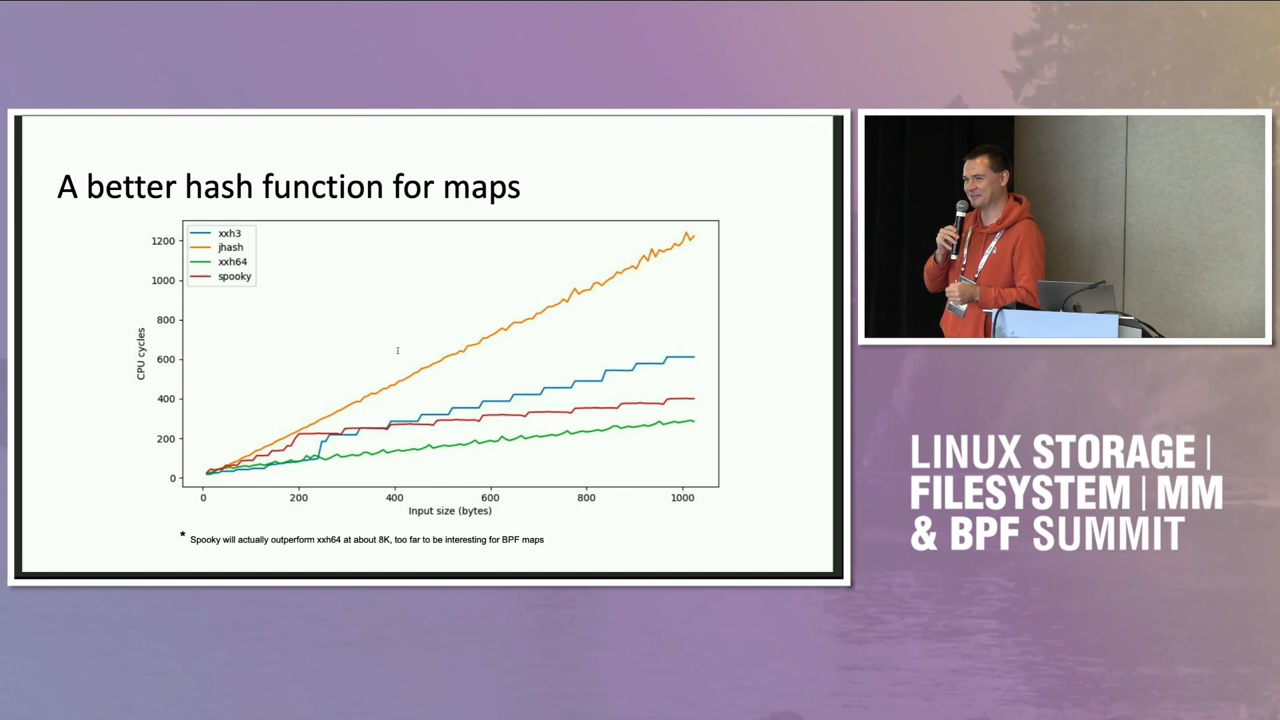 A better hash function for maps
xxh3
jhash
xxh64
spooky
1200
1000
800
600
400
200
0
CPU cycles
0 200 400 600 800 1000
Input size (bytes)
* Spooky will actually outperform xxh64 at about 8K, too far to be interesting for BPF maps
LINUX STORAGE |
FILESYSTEM | MM
& BPF SUMMIT